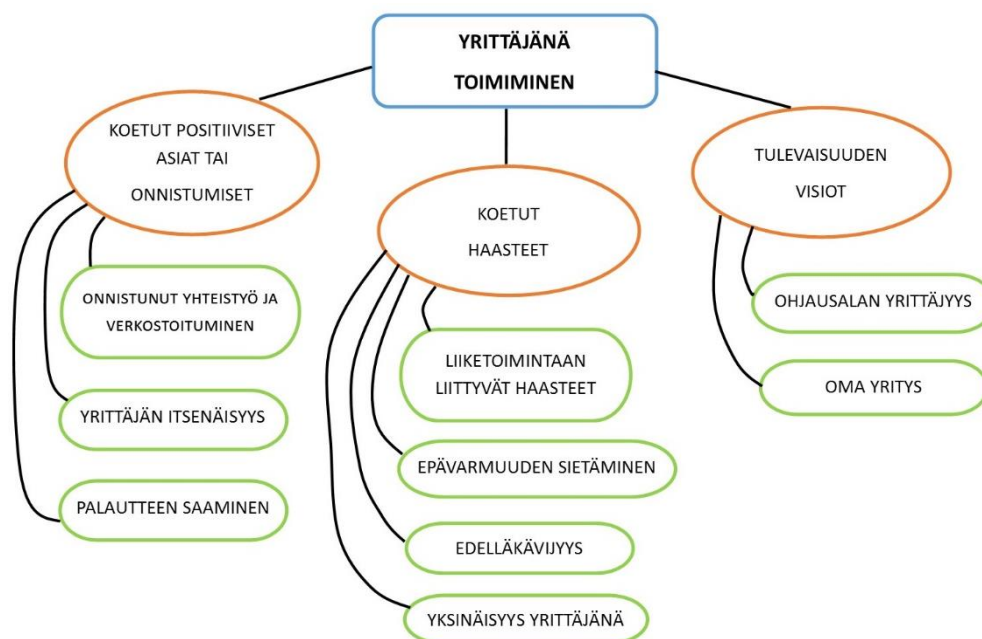 YRITTÄJÄNÄ
TOIMIMINEN
KOETUT POSITIIVISET
ASIAT TAI
ONNISTUMISET
ONNISTUNUT YHTEISTYÖ JA
VERKOSTOITUMINEN
YRITTÄJÄN ITSENÄISYYS
PALAUTTEEN SAAMINEN
KOETUT
HAASTEET
LIIKETOIMINTAAN
LIITTYVÄT HAASTEET
EPÄVARMUUDEN SIETÄMINEN
EDELLÄKÄVIJYYS
YKSINÄISYYS YRITTÄJÄNÄ
TULEVAISUUDEN
VISIOT
OHJAUSALAN YRITTÄJYYS
OMA YRITYS